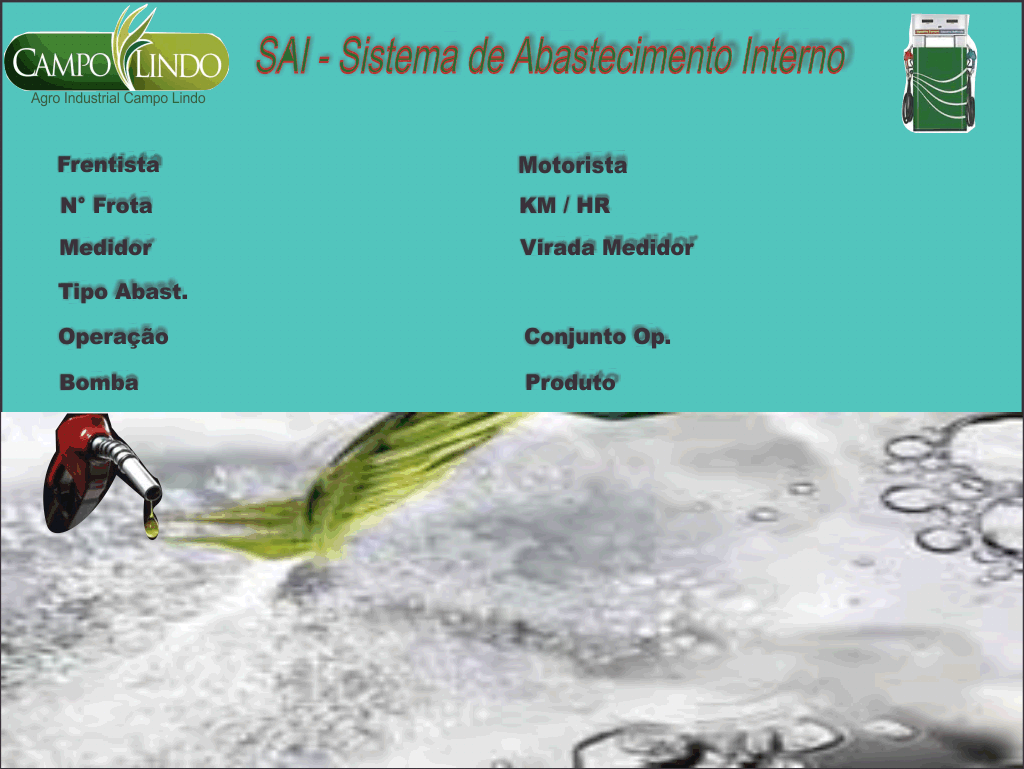 CAMPO LINDO
Agro Industrial Campo Lindo
SAI - Sistema de Abastecimento Interno
Frentista
Motorista
N° Frota
KM / HR
Medidor
Virada Medidor
Tipo Abast.
Operação
Conjunto Op.
Bomba
Produto